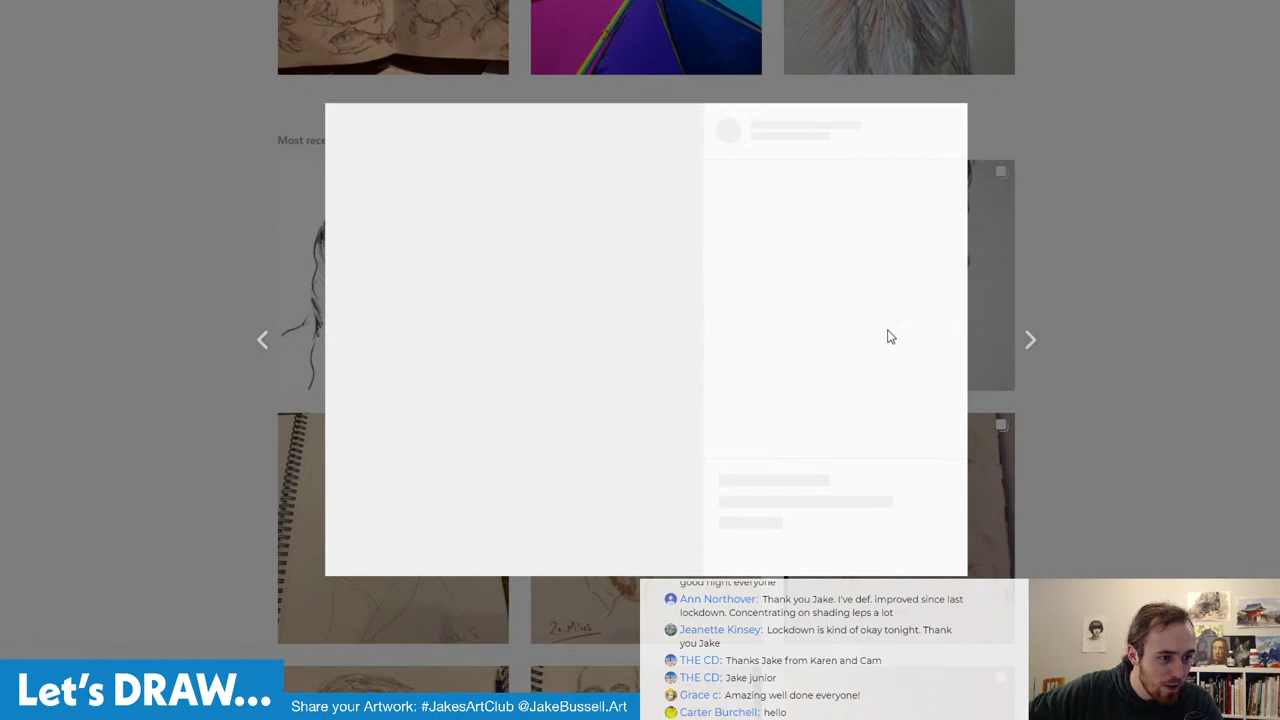 Most rece
2x Mins
good night everyone
Ann Northover: Thank you Jake. I've def. improved since last
lockdown. Concentrating on shading leps a lot
Jeanette Kinsey: Lockdown is kind of okay tonight. Thank
you Jake
THE CD: Thanks Jake from Karen and Cam
THE CD: Jake junior
Grace c: Amazing well done everyone!
Carter Burchell: hello
Let's DRAW...
Share your Artwork: #JakesArtClub @JakeBussell.Art